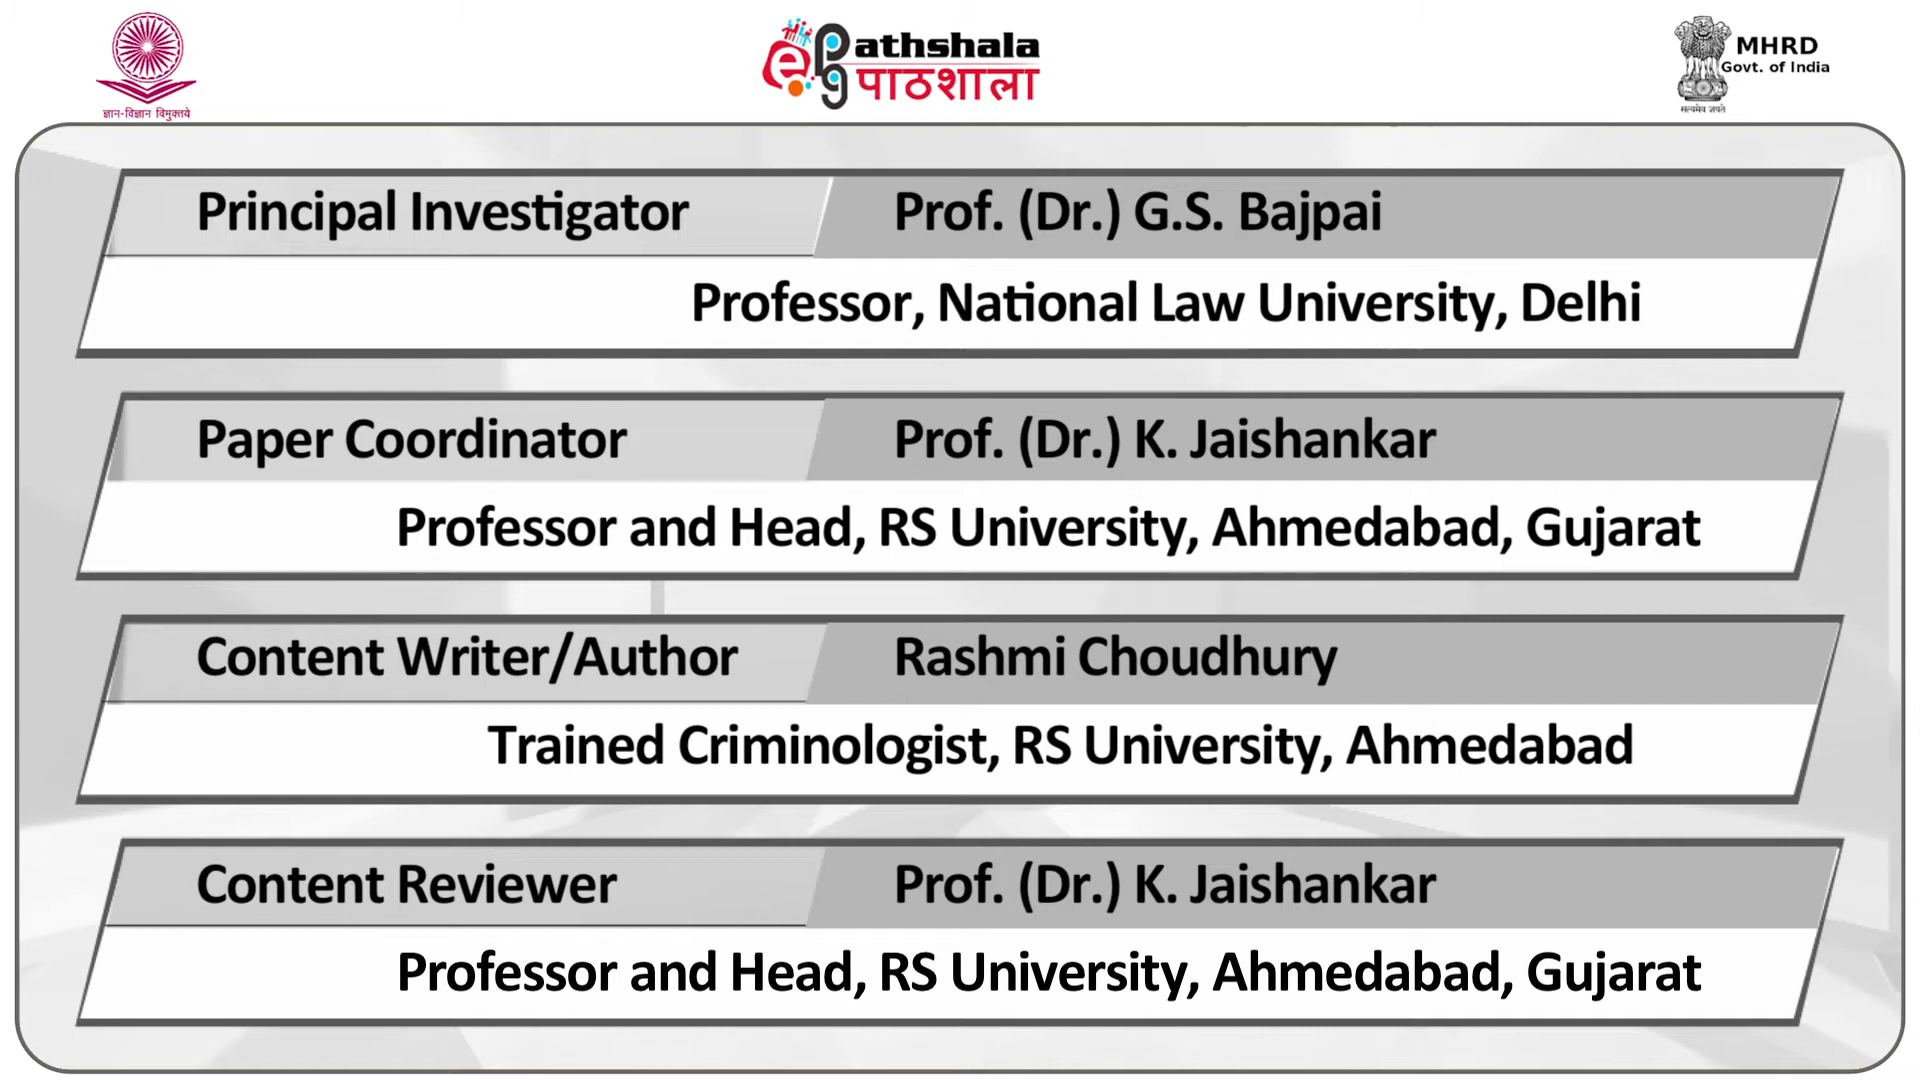 ज्ञान-विज्ञान विमुक्तये
e pg Pathshala
पाठशाला
MHRD
Govt. of India
सत्यमेव जयते
Principal Investigator Prof. (Dr.) G.S. Bajpai
Professor, National Law University, Delhi
Paper Coordinator Prof. (Dr.) K. Jaishankar
Professor and Head, RS University, Ahmedabad, Gujarat
Content Writer/Author Rashmi Choudhury
Trained Criminologist, RS University, Ahmedabad
Content Reviewer Prof. (Dr.) K. Jaishankar
Professor and Head, RS University, Ahmedabad, Gujarat